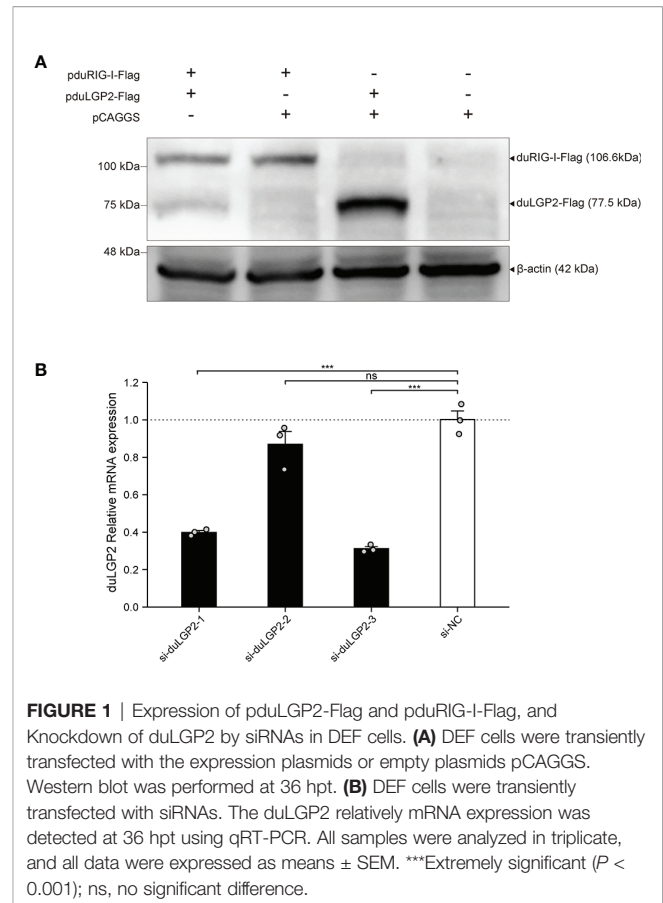 A
pduRIG-I-Flag + + - -
pduLGP2-Flag + - + -
pCAGGS - + + +
100 kDa
duRIG-I-Flag (106.6kDa)
75 kDa
duLGP2-Flag (77.5 kDa)
48 kDa
β-actin (42 kDa)
B
***
ns
***
duLGP2 Relative mRNA expression
1.2
1.0
0.8
0.6
0.4
0.2
0.0
si-duLGP2-1
si-duLGP2-2
si-duLGP2-3
si-NC
FIGURE 1 | Expression of pduLGP2-Flag and pduRIG-I-Flag, and
Knockdown of duLGP2 by siRNAs in DEF cells. (A) DEF cells were transiently
transfected with the expression plasmids or empty plasmids pCAGGS.
Western blot was performed at 36 hpt. (B) DEF cells were transiently
transfected with siRNAs. The duLGP2 relatively mRNA expression was
detected at 36 hpt using qRT-PCR. All samples were analyzed in triplicate,
and all data were expressed as means ± SEM. ***Extremely significant (P <
0.001); ns, no significant difference.